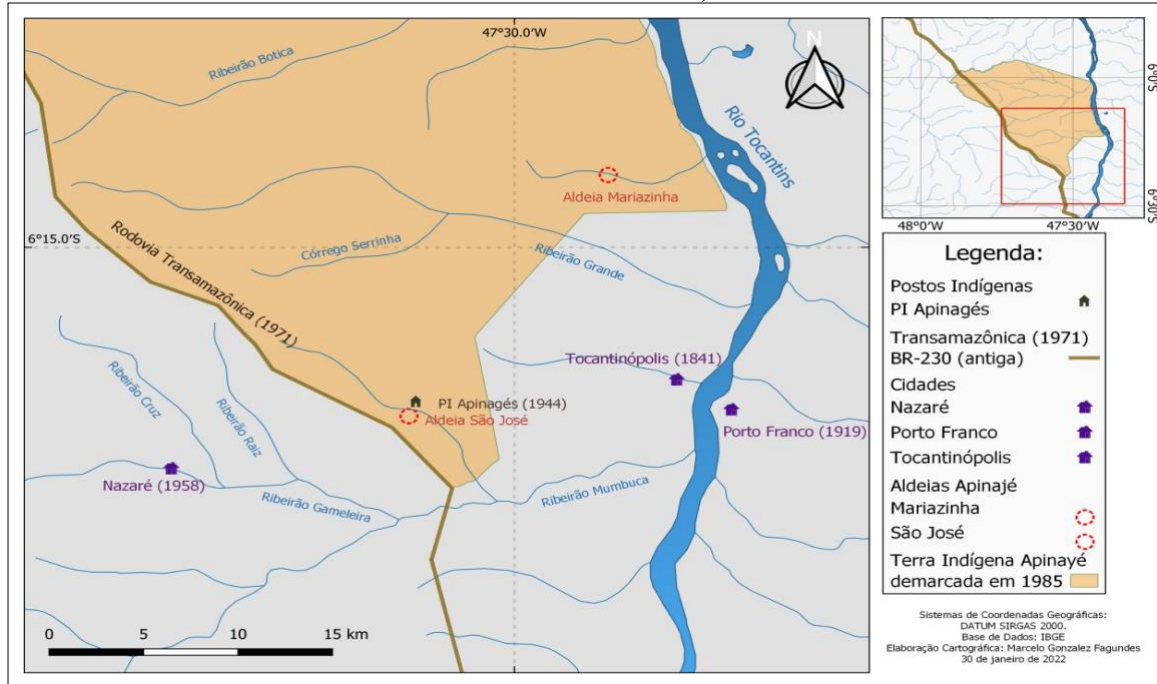 47°30.0'W
N
Ribeirão Botica
Rio Tocantins
Aldeia Mariazinha
6°15.0'S
Rodovia Transamazônica (1971)
Córrego Serrinha
Ribeirão Grande
Tocantinópolis (1841)
Ribeirão Cruz
Ribeirão Raiz
PI Apinagés (1944)
Aldeia São José
Porto Franco (1919)
Nazaré (1958)
Ribeirão Gameleira
Ribeirão Mumbuca
0 5 10 15 km
6°0'S
6°30'S
48°0'W 47°30'W
Legenda:
Postos Indígenas
PI Apinagés
Transamazônica (1971)
BR-230 (antiga)
Cidades
Nazaré
Porto Franco
Tocantinópolis
Aldeias Apinajé
Mariazinha
São José
Terra Indígena Apinayé
demarcada em 1985
Sistemas de Coordenadas Geográficas:
DATUM SIRGAS 2000.
Base de Dados: IBGE
Elaboração Cartográfica: Marcelo Gonzalez Fagundes
30 de janeiro de 2022